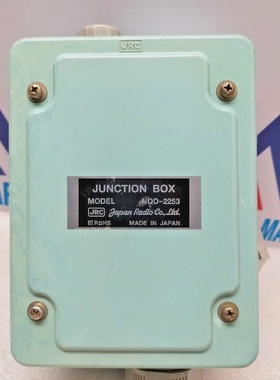 JRC
JUNCTION BOX
MODEL NQD-2253
JRC Japan Radio Co., Ltd.
RoHS MADE IN JAPAN